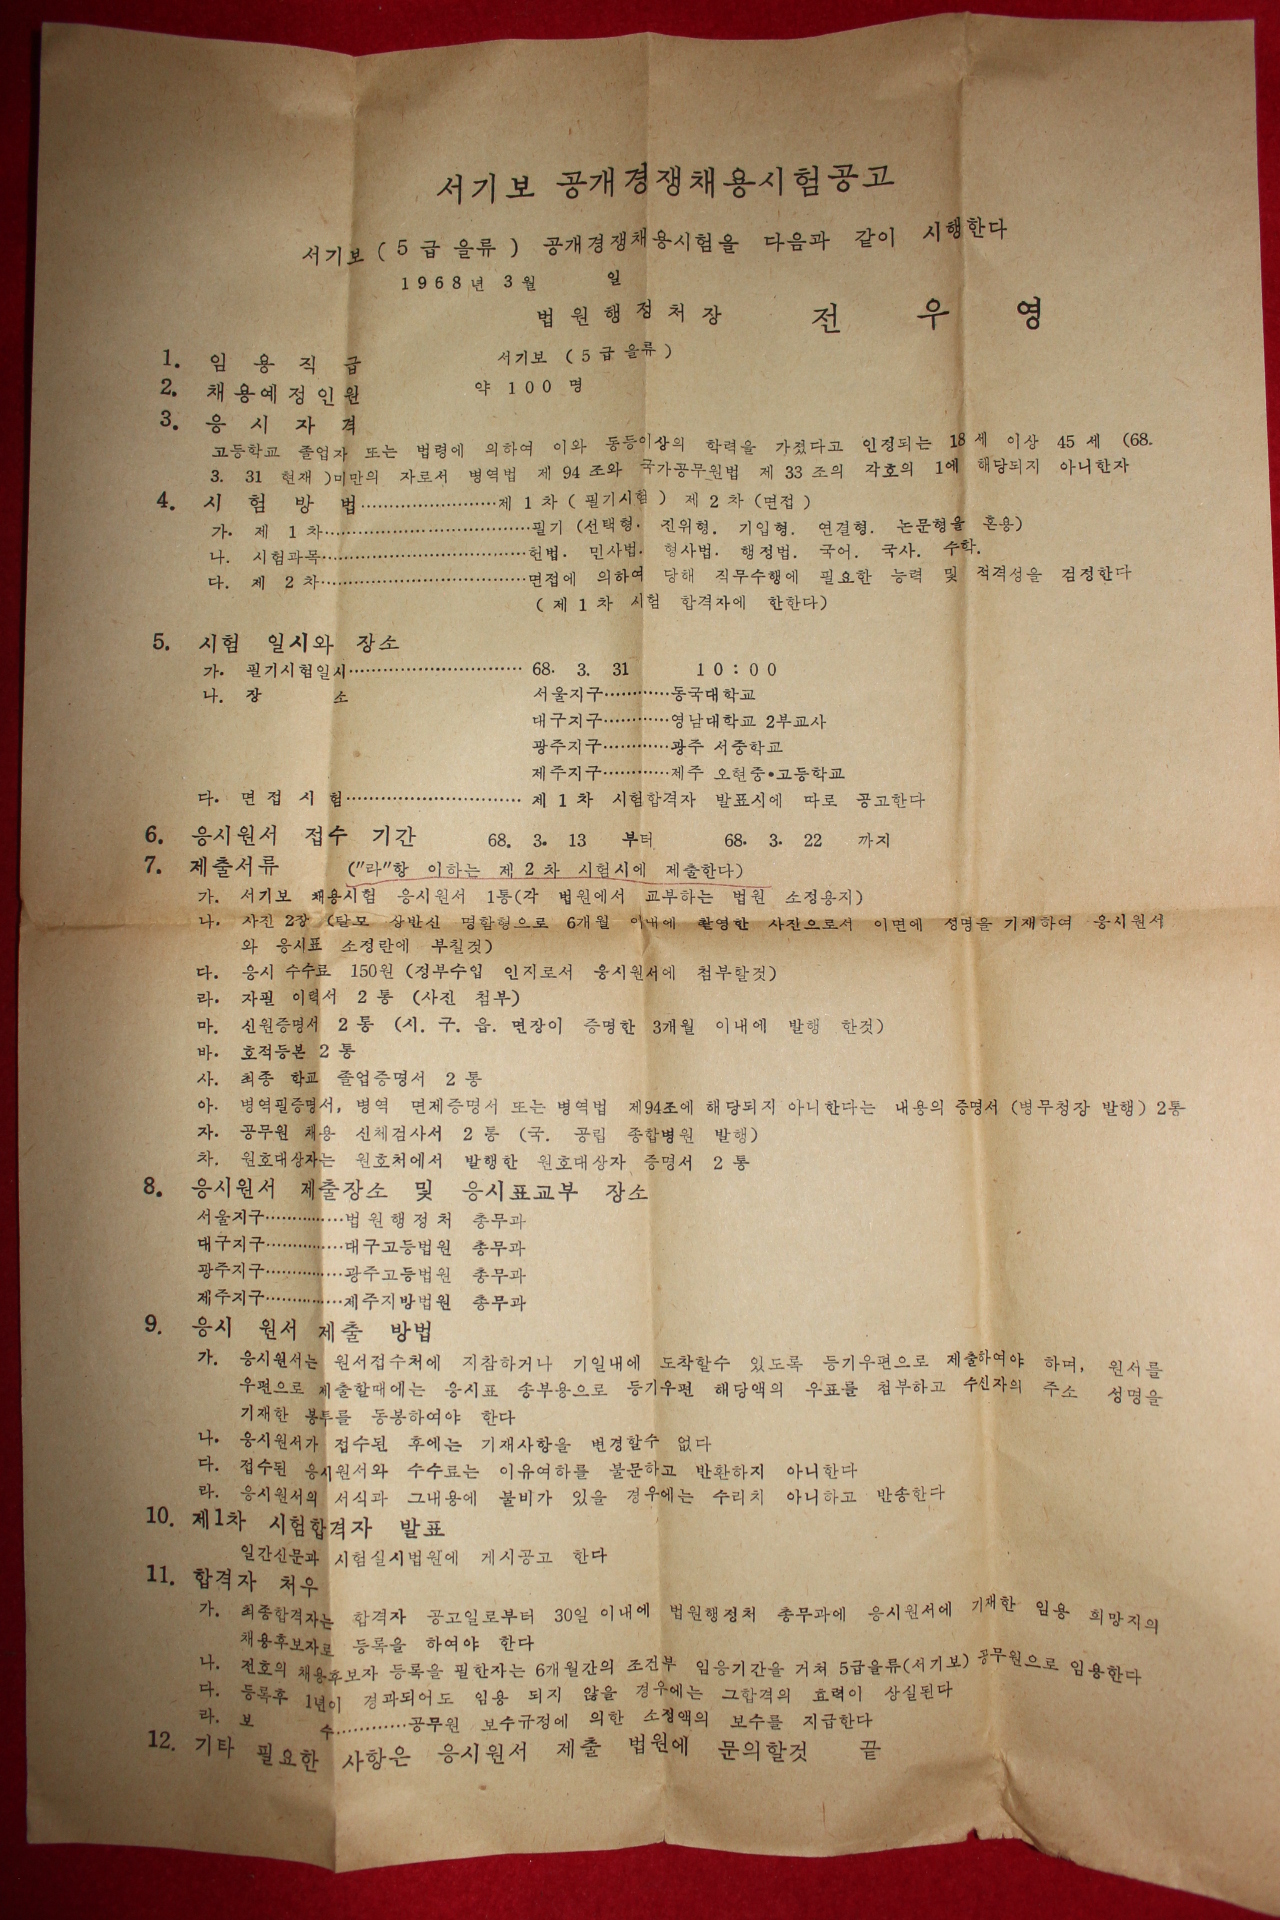 서기보 공개경쟁채용시험공고
서기보 ( 5 급 을류 ) 공개경쟁채용시험을 다음과 같이 시행한다
1968년 3월 일
법원행정처장 전 우 영
1. 임 용 직 급 서기보 ( 5 급 을류 )
2. 채용예정인원 약 100 명
3. 응 시 자 격
고등학교 졸업자 또는 법령에 의하여 이와 동등이상의 학력을 가졌다고 인정되는 18세 이상 45 세 (68.
3. 31 현재 )미만의 자로서 병역법 제 94 조와 국가공무원법 제 33 조의 각호의 1에 해당되지 아니한자
4. 시 험 방 법……………………제 1 차 ( 필기시험 ) 제 2 차 (면접 )
가. 제 1 차……………………………필기 (선택형. 진위형. 기입형. 연결형. 논문형을 혼용)
나. 시험과목……………………………헌법. 민사법. 형사법. 행정법. 국어. 국사. 수학.
다. 제 2 차……………………………면접에 의하여 당해 직무수행에 필요한 능력 및 적격성을 검정한다
( 제 1 차 시험 합격자에 한한다)
5. 시험 일시와 장소
가. 필기시험일시………………………… 68. 3. 31 10:00
나. 장 소 서울지구…………동국대학교
대구지구…………영남대학교 2부교사
광주지구…………광주 서중학교
제주지구…………제주 오현중•고등학교
다. 면 접 시 험………………………… 제 1 차 시험합격자 발표시에 따로 공고한다
6. 응시원서 접수 기간 68. 3. 13 부터 68. 3. 22 까지
7. 제출서류 ("라"항 이하는 제 2 차 시험시에 제출한다)
가. 서기보 채용시험 응시원서 1통(각 법원에서 교부하는 법원 소정용지)
나. 사진 2장 (탈모 상반신 명함형으로 6개월 이내에 촬영한 사진으로서 이면에 성명을 기재하여 응시원서
와 응시표 소정란에 부칠것)
다. 응시 수수료 150원 (정부수입 인지로서 응시원서에 첨부할것)
라. 자필 이력서 2 통 (사진 첨부)
마. 신원증명서 2 통 (시. 구. 읍. 면장이 증명한 3개월 이내에 발행 한것)
바. 호적등본 2 통
사. 최종 학교 졸업증명서 2 통
아. 병역필증명서, 병역 면제증명서 또는 병역법 제94조에 해당되지 아니한다는 내용의 증명서 (병무청장 발행) 2통
자. 공무원 채용 신체검사서 2 통 (국. 공립 종합병원 발행)
차. 원호대상자는 원호처에서 발행한 원호대상자 증명서 2 통
8. 응시원서 제출장소 및 응시표교부 장소
서울지구……………법원행정처 총무과
대구지구……………대구고등법원 총무과
광주지구……………광주고등법원 총무과
제주지구……………제주지방법원 총무과
9. 응시 원서 제출 방법
가. 응시원서는 원서접수처에 지참하거나 기일내에 도착할수 있도록 등기우편으로 제출하여야 하며, 원서를
우편으로 제출할때에는 응시표 송부용으로 등기우편 해당액의 우표를 첨부하고 수신자의 주소 성명을
기재한 봉투를 동봉하여야 한다
나. 응시원서가 접수된 후에는 기재사항을 변경할수 없다
다. 접수된 응시원서와 수수료는 이유여하를 불문하고 반환하지 아니한다
라. 응시원서의 서식과 그내용에 불비가 있을 경우에는 수리치 아니하고 반송한다
10. 제1차 시험합격자 발표
일간신문과 시험실시법원에 게시공고 한다
11. 합격자 처우
가. 최종합격자는 합격자 공고일로부터 30일 이내에 법원행정처 총무과에 응시원서에 기재한 임용 희망지의
채용후보자로 등록을 하여야 한다
나. 전호의 채용후보자 등록을 필한자는 6개월간의 조건부 임용기간을 거쳐 5급을류(서기보) 공무원으로 임용한다
다. 등록후 1년이 경과되어도 임용 되지 않을 경우에는 그합격의 효력이 상실된다
라. 보 수…………공무원 보수규정에 의한 소정액의 보수를 지급한다
12. 기타 필요한 사항은 응시원서 제출 법원에 문의할것 끝